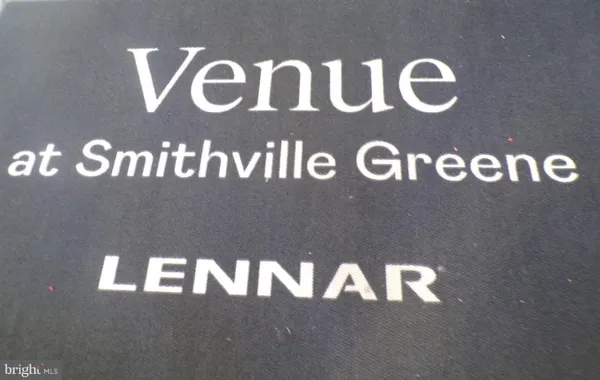 Venue
at Smithville Greene
LENNAR
bright MLS